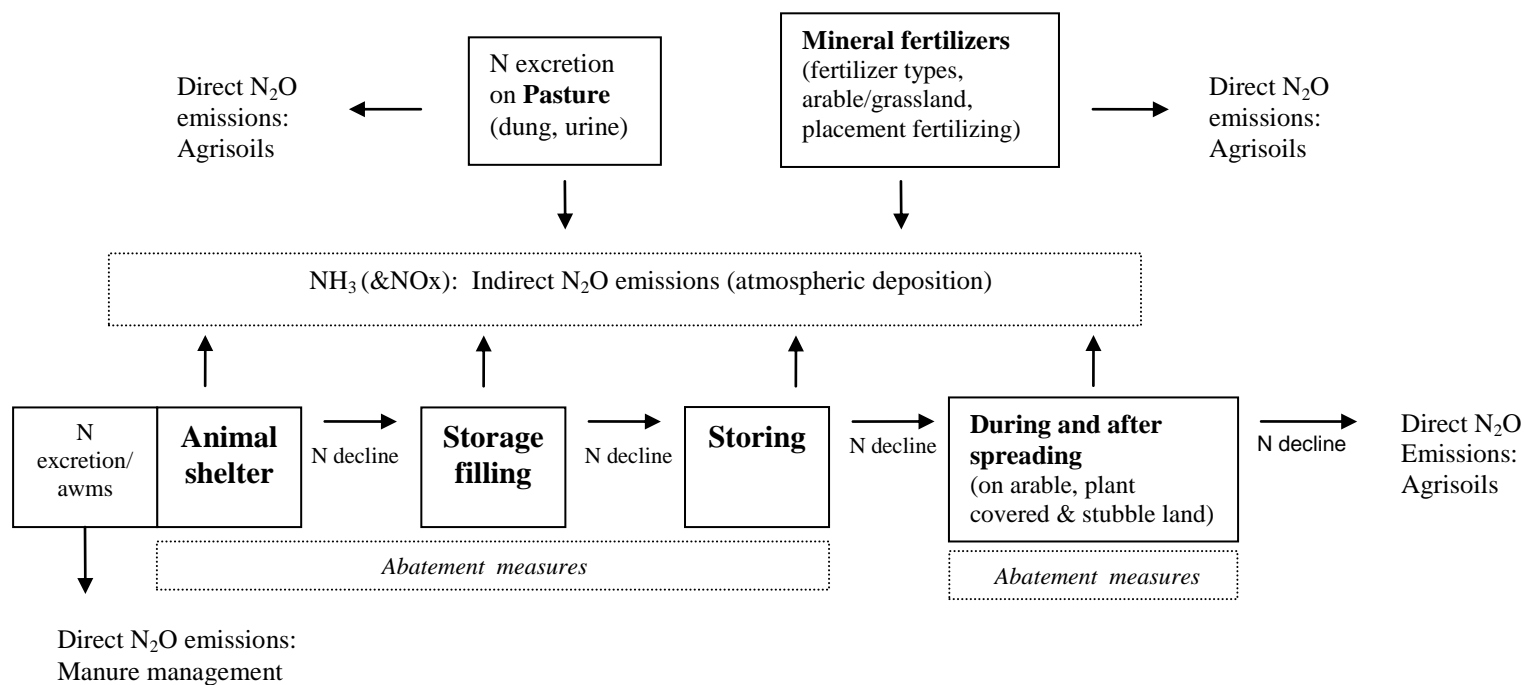 N excretion
on Pasture
(dung, urine)
Mineral fertilizers
(fertilizer types,
arable/grassland,
placement fertilizing)
Direct N₂O
emissions:
Agrisoils
Direct N₂O
emissions:
Agrisoils
NH₃ (&NOx): Indirect N₂O emissions (atmospheric deposition)
N
excretion/
awms
Animal
shelter
N decline
Storage
filling
N decline
Storing
N decline
During and after
spreading
(on arable, plant
covered & stubble land)
N decline
Direct N₂O
Emissions:
Agrisoils
Abatement measures
Abatement measures
Direct N₂O emissions:
Manure management